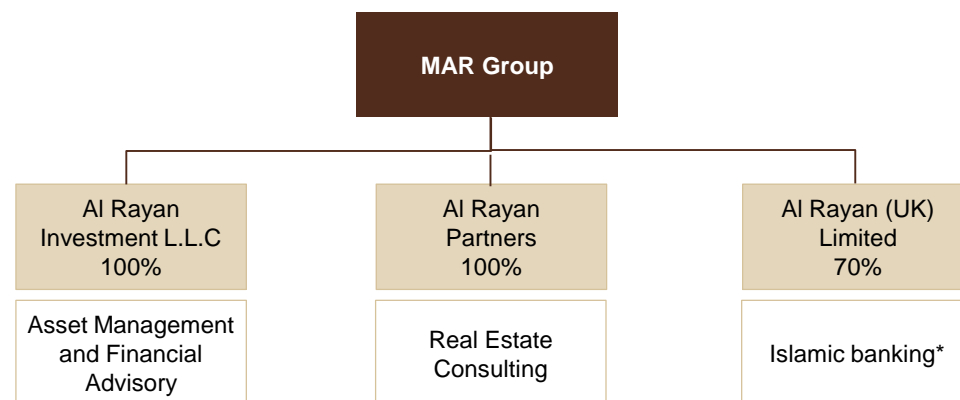 MAR Group
Al Rayan
Investment L.L.C
100%
Al Rayan
Partners
100%
Al Rayan (UK)
Limited
70%
Asset Management
and Financial
Advisory
Real Estate
Consulting
Islamic banking*